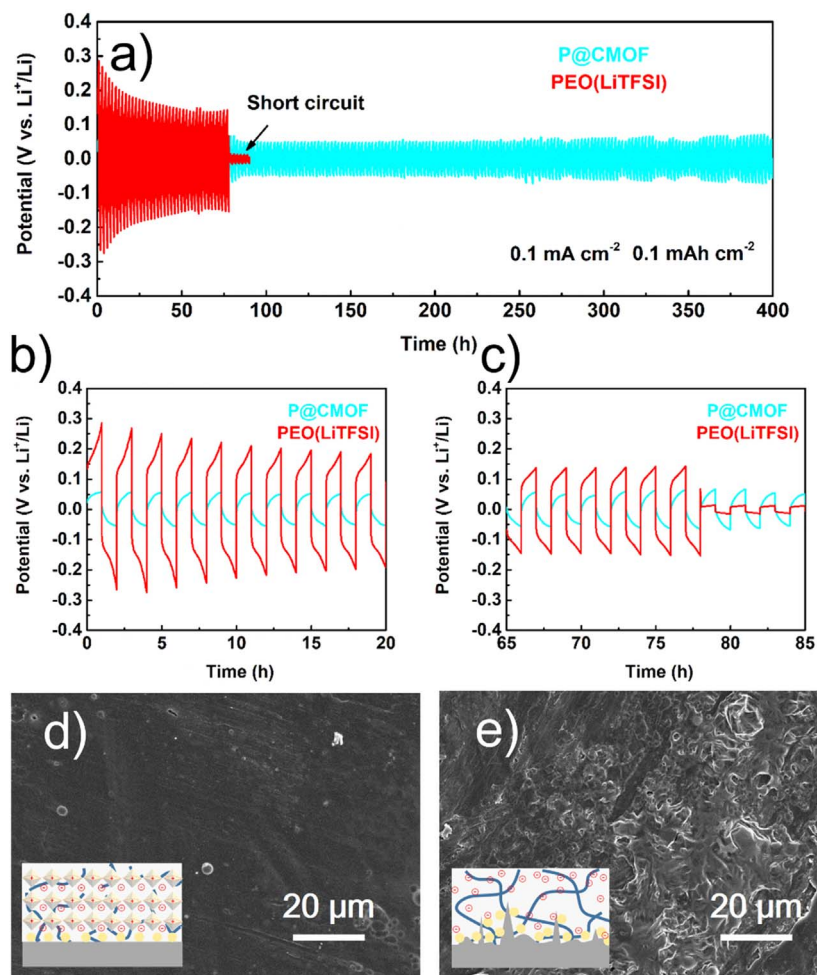 a)
0.4
0.3
0.2
0.1
0.0
-0.1
-0.2
-0.3
-0.4
Potential (V vs. Li⁺/Li)
P@CMOF
PEO(LiTFSI)
Short circuit
0.1 mA cm⁻² 0.1 mAh cm⁻²
0 50 100 150 200 250 300 350 400
Time (h)
b)
0.4
0.3
0.2
0.1
0.0
-0.1
-0.2
-0.3
-0.4
Potential (V vs. Li⁺/Li)
P@CMOF
PEO(LiTFSI)
0 5 10 15 20
Time (h)
c)
0.4
0.3
0.2
0.1
0.0
-0.1
-0.2
-0.3
-0.4
Potential (V vs. Li⁺/Li)
P@CMOF
PEO(LiTFSI)
65 70 75 80 85
Time (h)
d)
20 µm
e)
20 µm